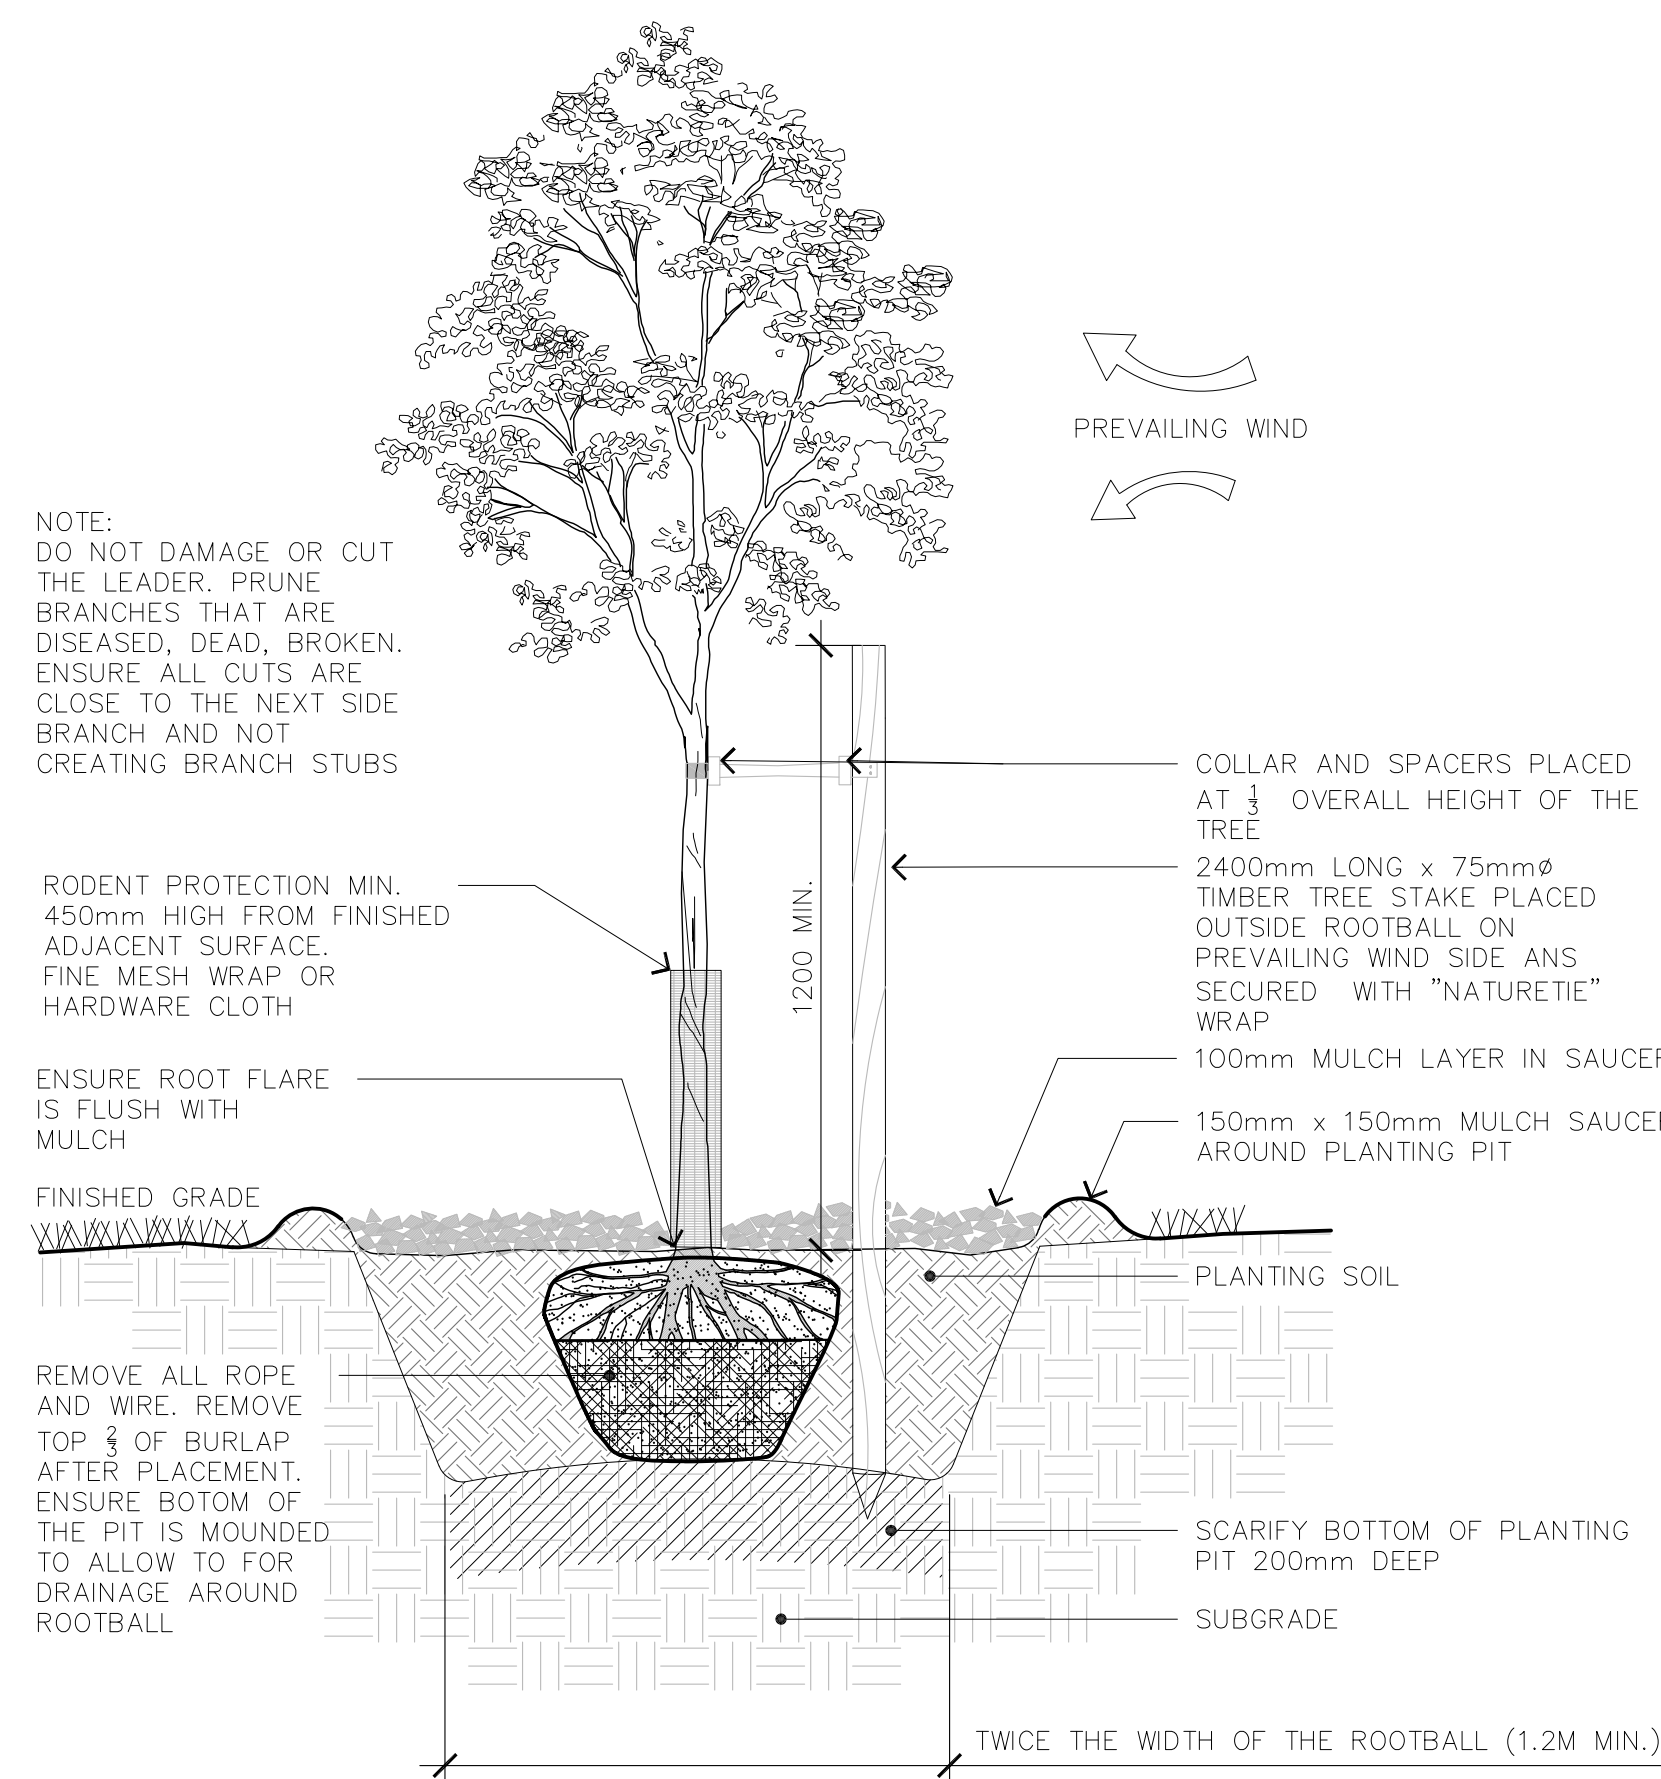 PREVAILING WIND
NOTE:
DO NOT DAMAGE OR CUT
THE LEADER. PRUNE
BRANCHES THAT ARE
DISEASED, DEAD, BROKEN.
ENSURE ALL CUTS ARE
CLOSE TO THE NEXT SIDE
BRANCH AND NOT
CREATING BRANCH STUBS
RODENT PROTECTION MIN.
450mm HIGH FROM FINISHED
ADJACENT SURFACE.
FINE MESH WRAP OR
HARDWARE CLOTH
ENSURE ROOT FLARE
IS FLUSH WITH
MULCH
FINISHED GRADE
REMOVE ALL ROPE
AND WIRE. REMOVE
TOP 2/3 OF BURLAP
AFTER PLACEMENT.
ENSURE BOTOM OF
THE PIT IS MOUNDED
TO ALLOW TO FOR
DRAINAGE AROUND
ROOTBALL
1200 MIN.
COLLAR AND SPACERS PLACED
AT 1/3 OVERALL HEIGHT OF THE
TREE
2400mm LONG x 75mmø
TIMBER TREE STAKE PLACED
OUTSIDE ROOTBALL ON
PREVAILING WIND SIDE ANS
SECURED WITH "NATURETIE"
WRAP
100mm MULCH LAYER IN SAUCER
150mm x 150mm MULCH SAUCER
AROUND PLANTING PIT
PLANTING SOIL
SCARIFY BOTTOM OF PLANTING
PIT 200mm DEEP
SUBGRADE
TWICE THE WIDTH OF THE ROOTBALL (1.2M MIN.)